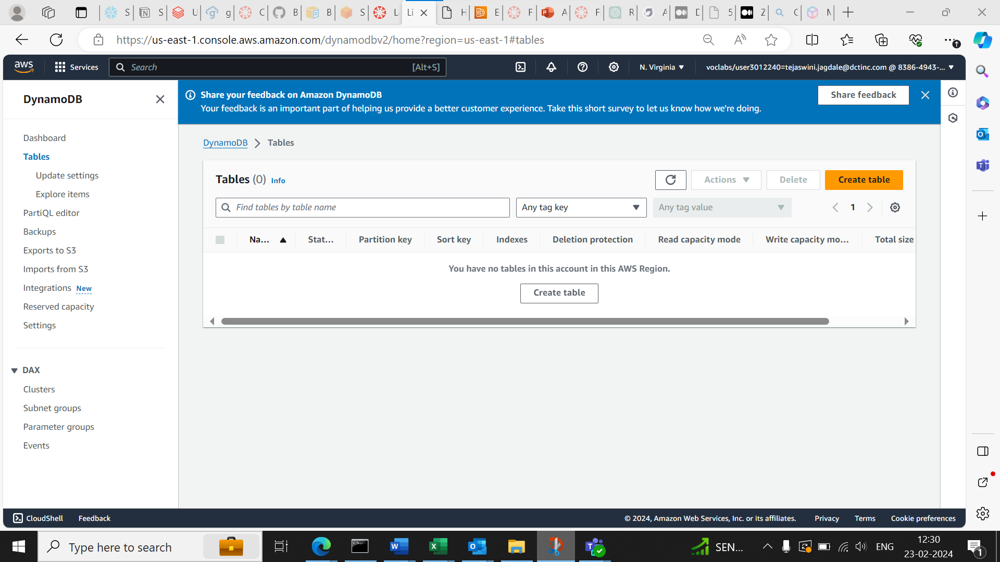 S
S
U
g
C
B
B
S
L
Li
H
E
F
A
F
R
A
D
5
Z
C
https://us-east-1.console.aws.amazon.com/dynamodbv2/home?region=us-east-1#tables
aws
Services
Search
[Alt+S]
N. Virginia
voclabs/user3012240=tejaswini.jagdale@dctinc.com @ 8386-4943-...
DynamoDB
Share your feedback on Amazon DynamoDB
Your feedback is an important part of helping us provide a better customer experience. Take this short survey to let us know how we're doing.
Share feedback
Dashboard
Tables
Update settings
Explore items
PartiQL editor
Backups
Exports to S3
Imports from S3
Integrations New
Reserved capacity
Settings
DAX
Clusters
Subnet groups
Parameter groups
Events
DynamoDB
Tables
Tables (0) Info
Actions
Delete
Create table
Find tables by table name
Any tag key
Any tag value
1
Na...
Stat...
Partition key
Sort key
Indexes
Deletion protection
Read capacity mode
Write capacity mo...
Total size
You have no tables in this account in this AWS Region.
Create table
CloudShell
Feedback
© 2024, Amazon Web Services, Inc. or its affiliates.
Privacy
Terms
Cookie preferences
Type here to search
SEN...
ENG
12:30
23-02-2024
1